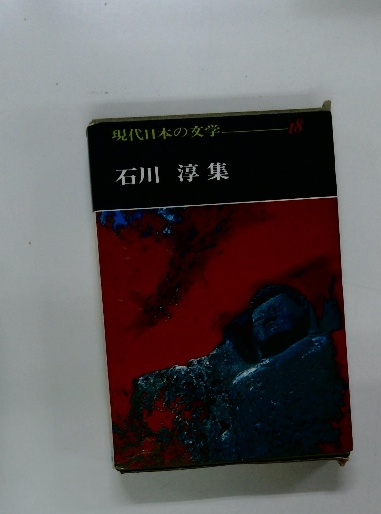 現代日本の文学 18
石川 淳 集